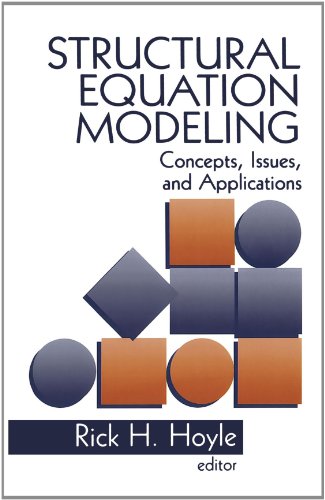 STRUCTURAL
EQUATION
MODELING
Concepts, Issues,
and Applications
Rick H. Hoyle
editor